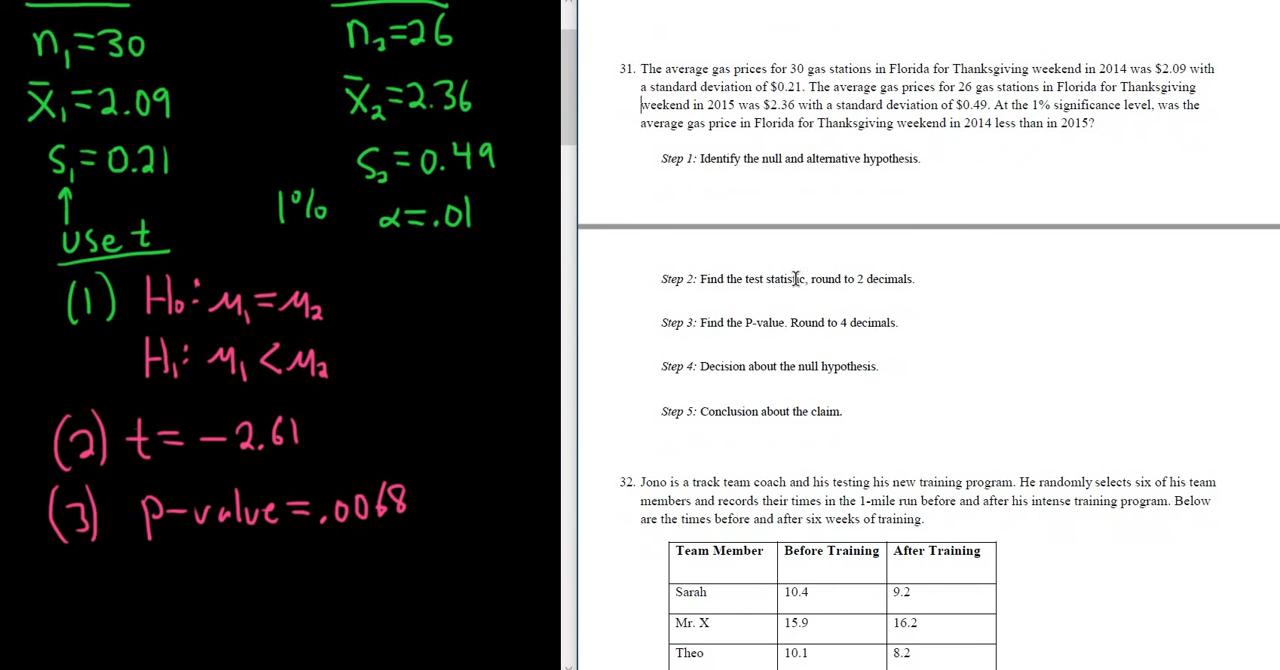 n₁=30
n₂=26
x̄₁=2.09
x̄₂=2.36
s₁=0.21
s₂=0.49
1%
α=.01
use t
(1) H₀: μ₁=μ₂
H₁: μ₁<μ₂
(2) t=-2.61
(3) p-value=.0068
31. The average gas prices for 30 gas stations in Florida for Thanksgiving weekend in 2014 was $2.09 with
a standard deviation of $0.21. The average gas prices for 26 gas stations in Florida for Thanksgiving
weekend in 2015 was $2.36 with a standard deviation of $0.49. At the 1% significance level, was the
average gas price in Florida for Thanksgiving weekend in 2014 less than in 2015?
Step 1: Identify the null and alternative hypothesis.
Step 2: Find the test statistic, round to 2 decimals.
Step 3: Find the P-value. Round to 4 decimals.
Step 4: Decision about the null hypothesis.
Step 5: Conclusion about the claim.
32. Jono is a track team coach and his testing his new training program. He randomly selects six of his team
members and records their times in the 1-mile run before and after his intense training program. Below
are the times before and after six weeks of training.
Team Member Before Training After Training
Sarah 10.4 9.2
Mr. X 15.9 16.2
Theo 10.1 8.2